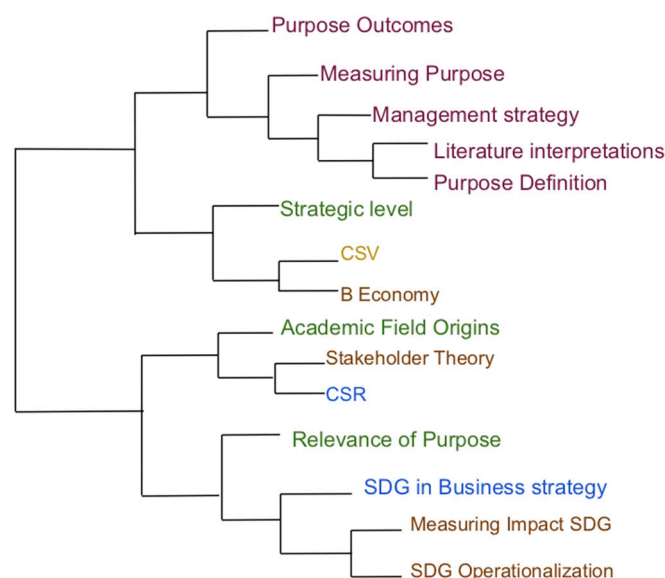 Purpose Outcomes
Measuring Purpose
Management strategy
Literature interpretations
Purpose Definition
Strategic level
CSV
B Economy
Academic Field Origins
Stakeholder Theory
CSR
Relevance of Purpose
SDG in Business strategy
Measuring Impact SDG
SDG Operationalization